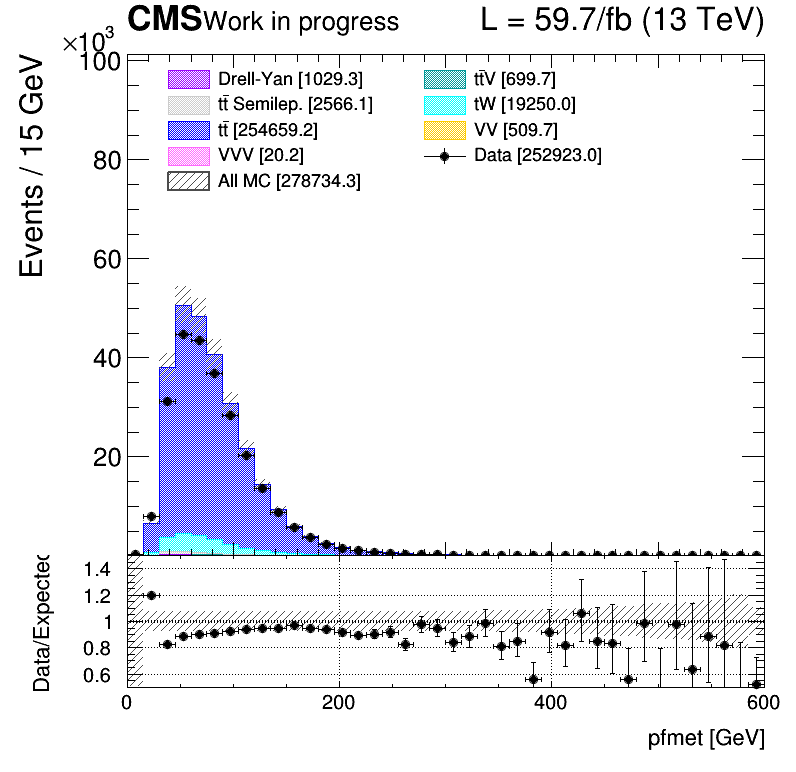 CMS Work in progress L = 59.7/fb (13 TeV)
×10³
Events / 15 GeV
100
80
60
40
20
Drell-Yan [1029.3]
tt̄ Semilep. [2566.1]
tt̄ [254659.2]
VVV [20.2]
All MC [278734.3]
tt̄V [699.7]
tW [19250.0]
VV [509.7]
Data [252923.0]
Data/Expected
1.4
1.2
1
0.8
0.6
0 200 400 600
pfmet [GeV]